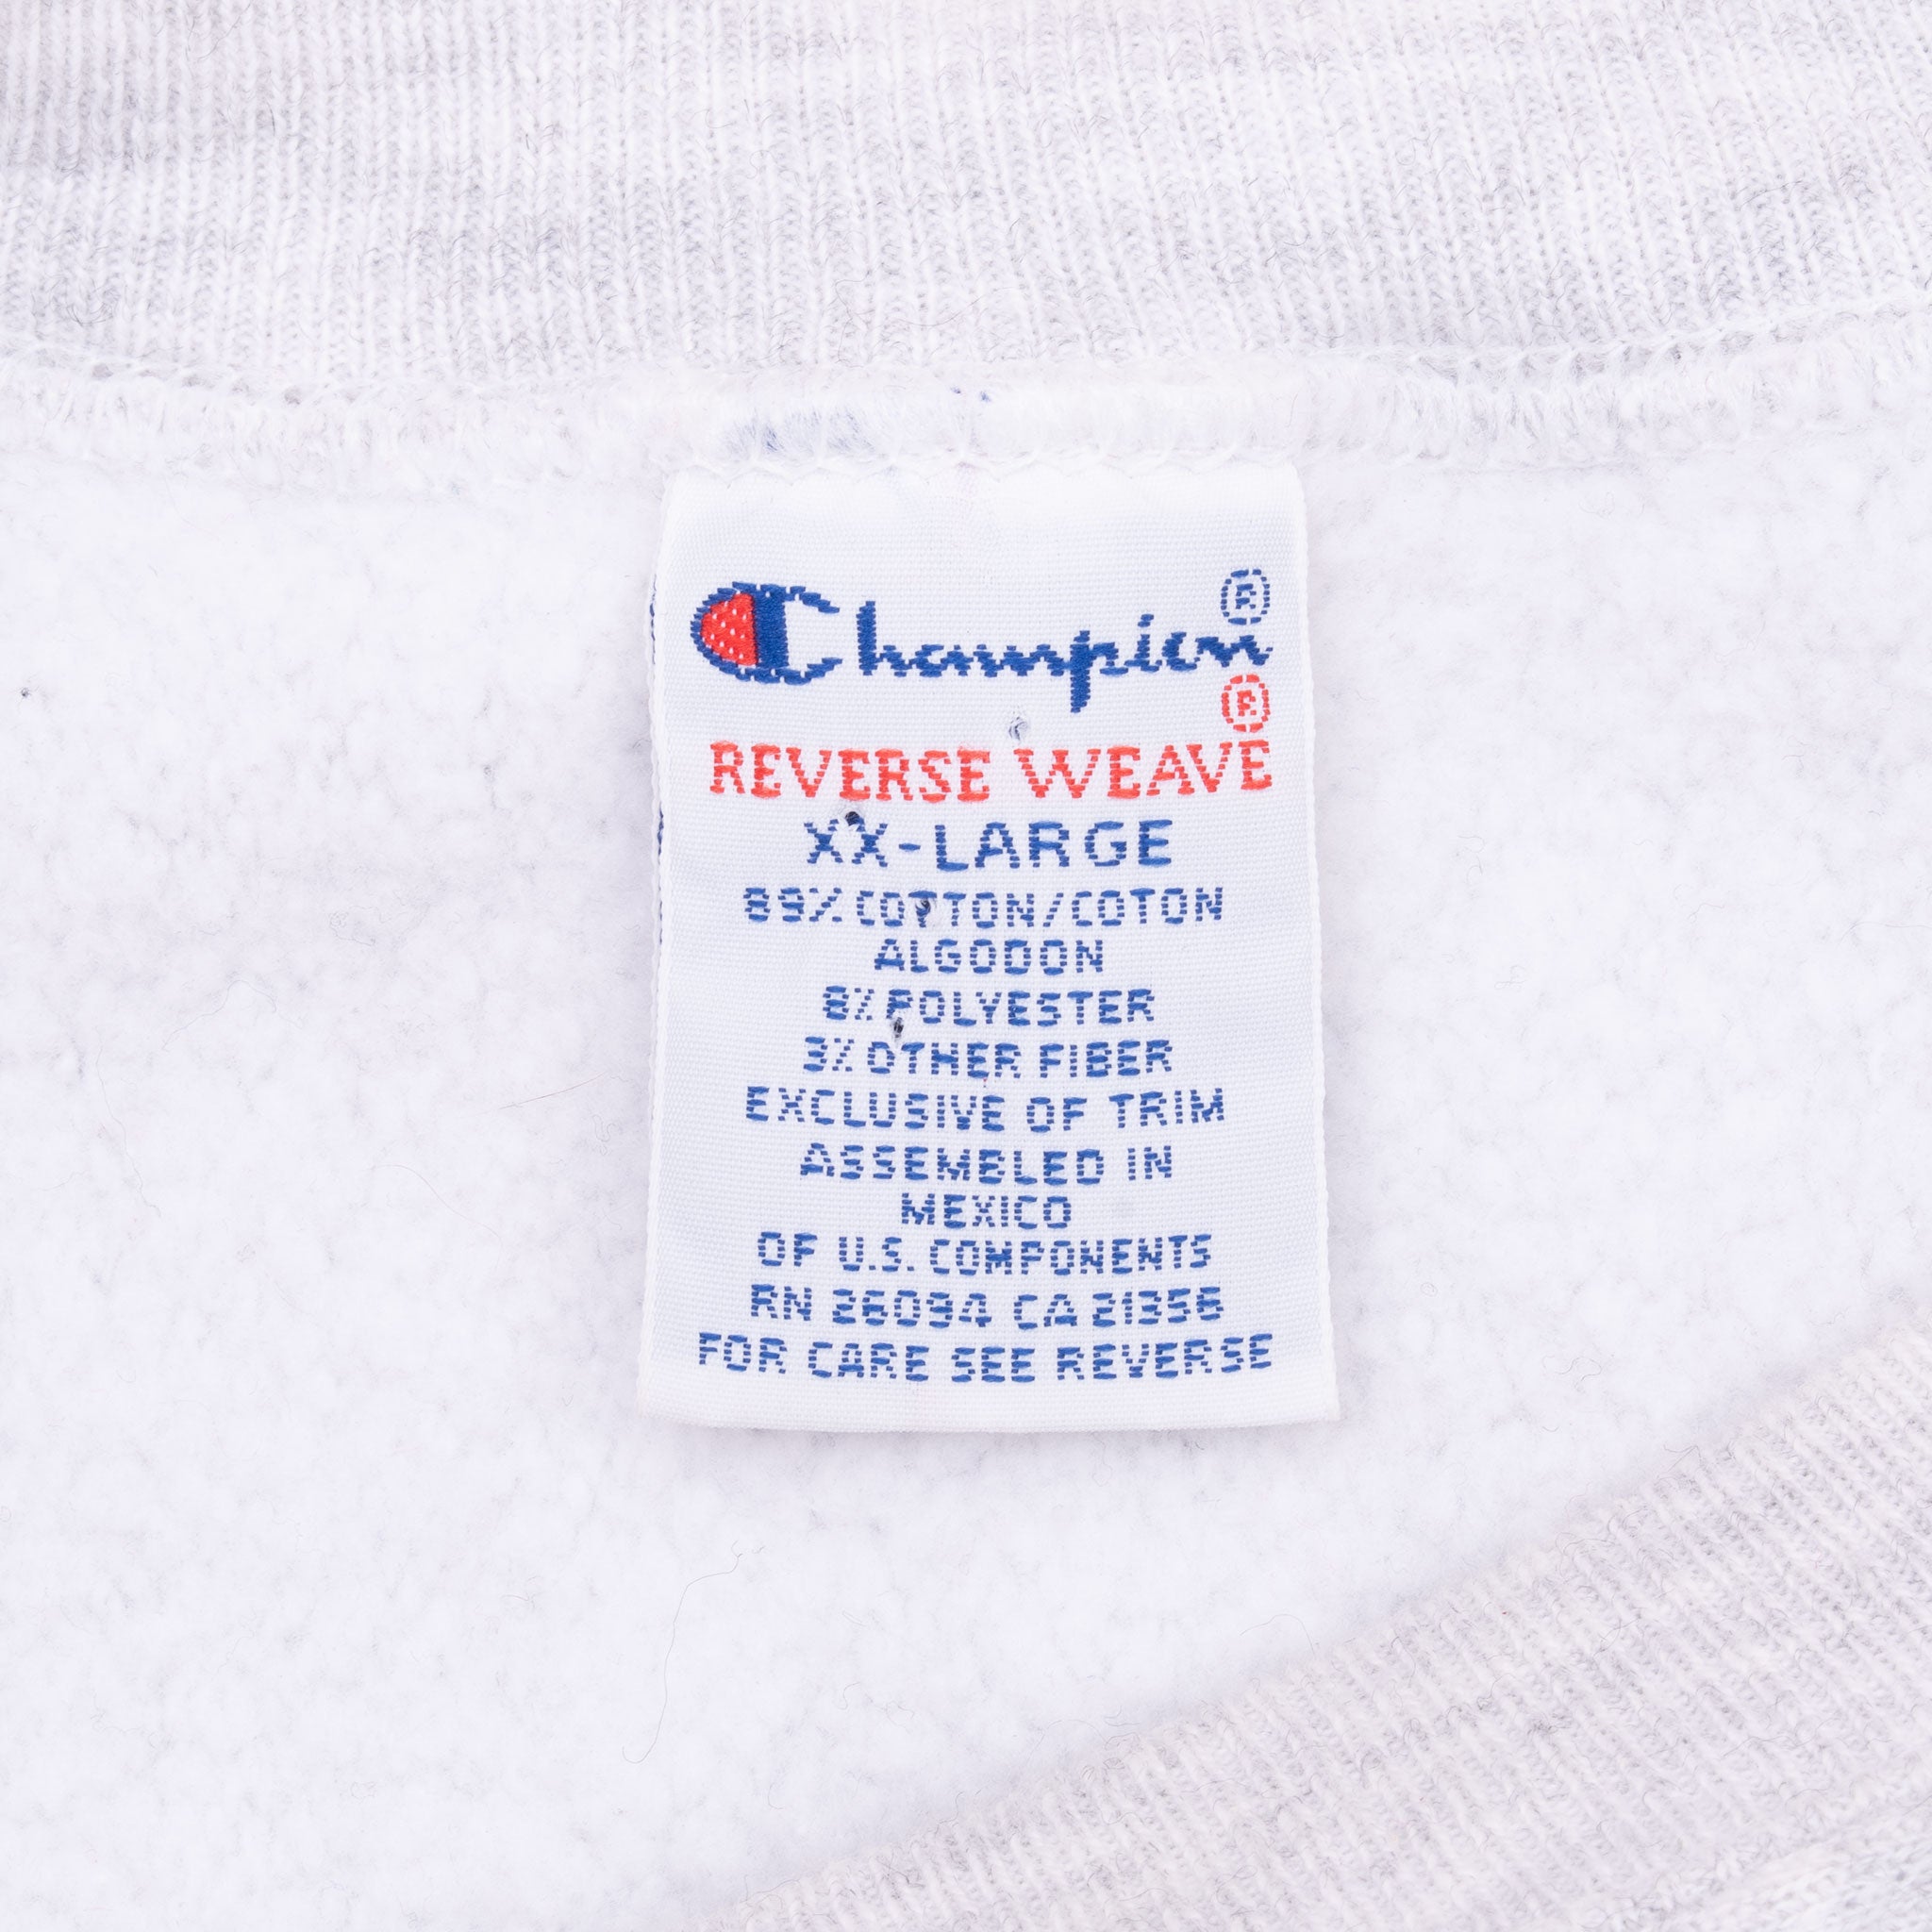 Champion®
®
REVERSE WEAVE
XX-LARGE
89% COTTON/COTON
ALGODON
8% POLYESTER
3% OTHER FIBER
EXCLUSIVE OF TRIM
ASSEMBLED IN
MEXICO
OF U.S. COMPONENTS
RN 26094 CA 21356
FOR CARE SEE REVERSE